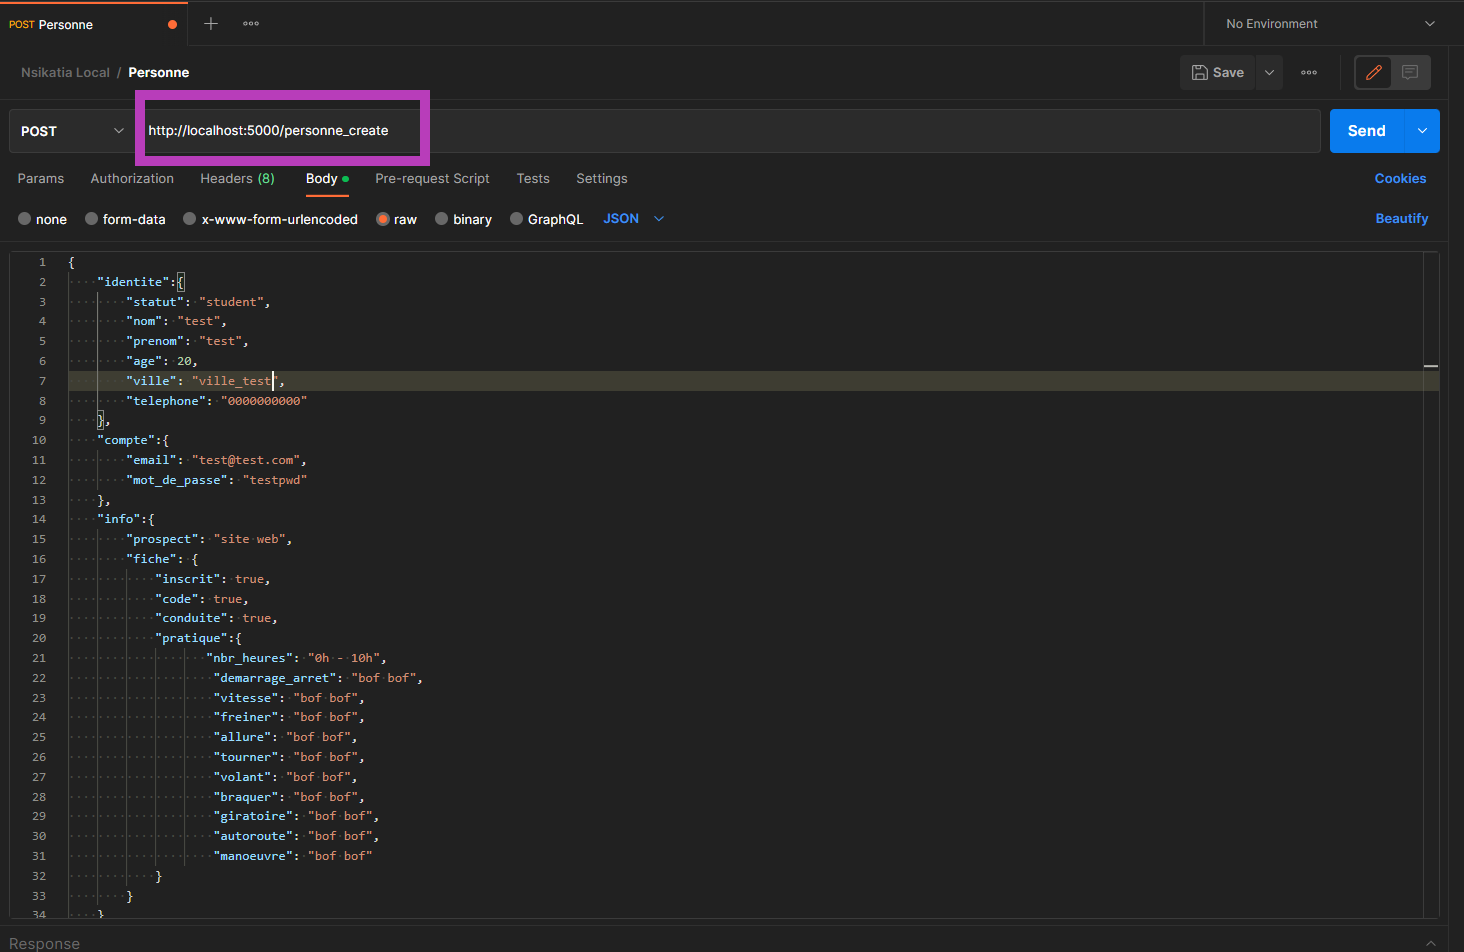 POST Personne
No Environment
Nsikatia Local / Personne
Save
POST
http://localhost:5000/personne_create
Send
Params Authorization Headers (8) Body Pre-request Script Tests Settings Cookies
none form-data x-www-form-urlencoded raw binary GraphQL JSON Beautify
1 {
2 "identite":{
3 "statut": "student",
4 "nom": "test",
5 "prenom": "test",
6 "age": 20,
7 "ville": "ville_test",
8 "telephone": "0000000000"
9 },
10 "compte":{
11 "email": "test@test.com",
12 "mot_de_passe": "testpwd"
13 },
14 "info":{
15 "prospect": "site web",
16 "fiche": {
17 "inscrit": true,
18 "code": true,
19 "conduite": true,
20 "pratique":{
21 "nbr_heures": "0h - 10h",
22 "demarrage_arret": "bof bof",
23 "vitesse": "bof bof",
24 "freiner": "bof bof",
25 "allure": "bof bof",
26 "tourner": "bof bof",
27 "volant": "bof bof",
28 "braquer": "bof bof",
29 "giratoire": "bof bof",
30 "autoroute": "bof bof",
31 "manoeuvre": "bof bof"
32 }
33 }
34 }
Response